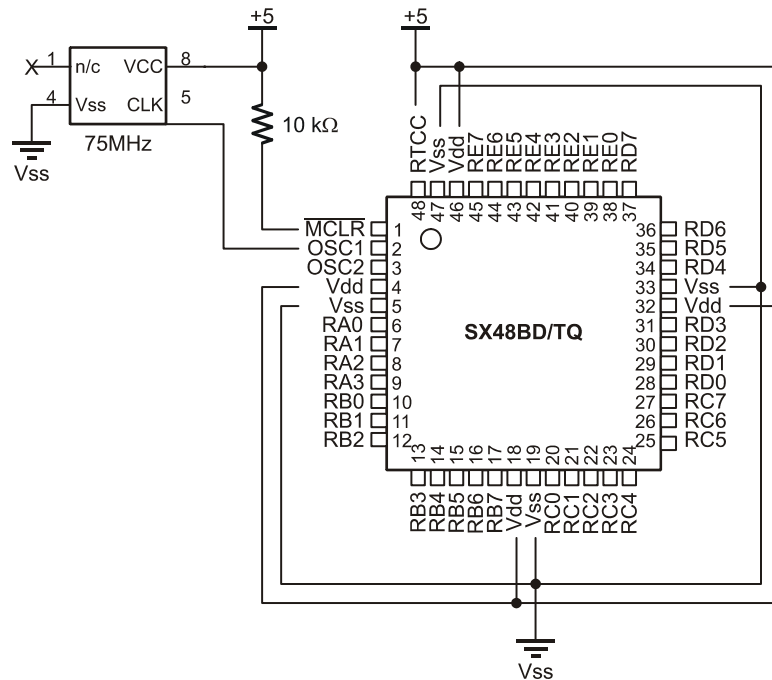 +5
+5
1 n/c VCC 8
4 Vss CLK 5
75MHz
Vss
10 kΩ
RTCC Vss Vdd RE7 RE6 RE5 RE4 RE3 RE2 RE1 RE0 RD7
48 47 46 45 44 43 42 41 40 39 38 37
MCLR 1
OSC1 2
OSC2 3
Vdd 4
Vss 5
RA0 6
RA1 7
RA2 8
RA3 9
RB0 10
RB1 11
RB2 12
SX48BD/TQ
36 RD6
35 RD5
34 RD4
33 Vss
32 Vdd
31 RD3
30 RD2
29 RD1
28 RD0
27 RC7
26 RC6
25 RC5
13 14 15 16 17 18 19 20 21 22 23 24
RB3 RB4 RB5 RB6 RB7 Vdd Vss RC0 RC1 RC2 RC3 RC4
Vss